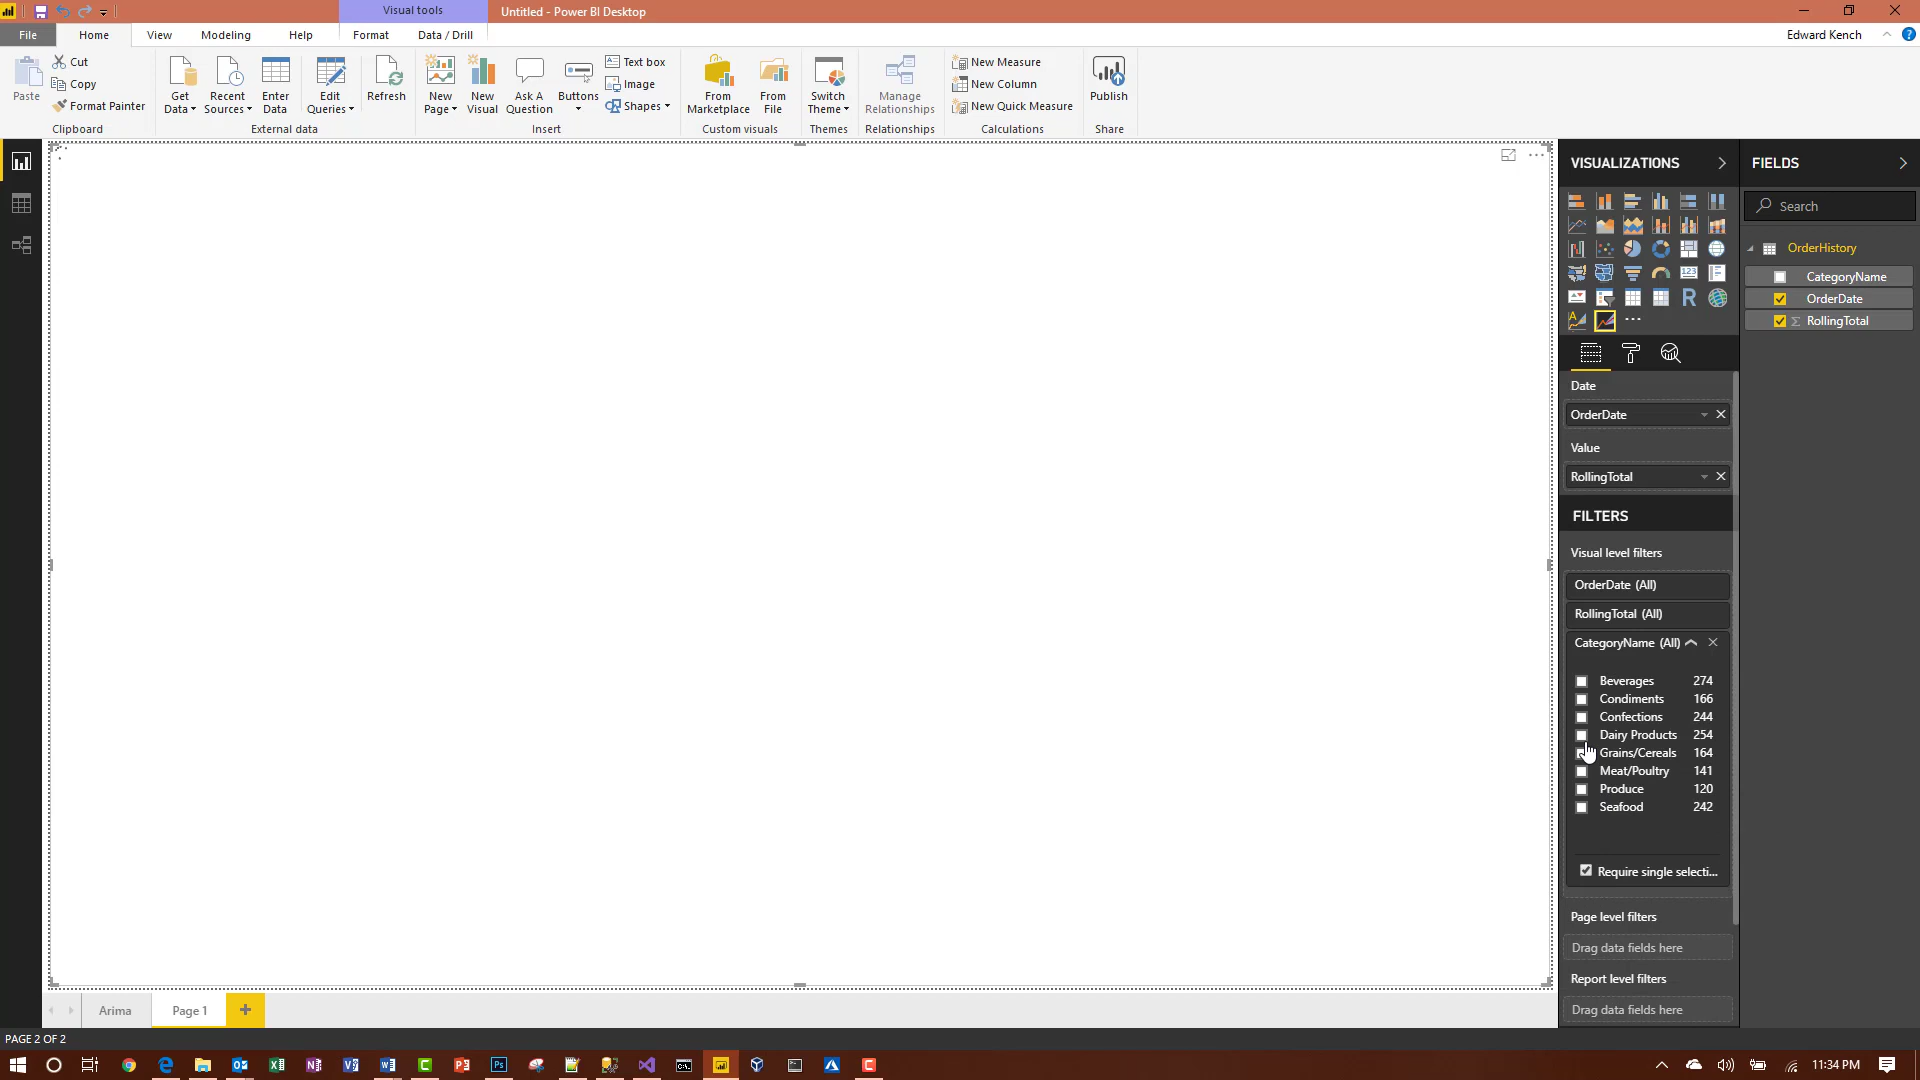 Visual tools
Untitled - Power BI Desktop
File
Home
View
Modeling
Help
Format
Data / Drill
Edward Kench
Paste
Cut
Copy
Format Painter
Clipboard
Get
Data
Recent
Sources
Enter
Data
Edit
Queries
External data
Refresh
New
Page
New
Visual
Ask A
Question
Buttons
Text box
Image
Shapes
Insert
From
Marketplace
From
File
Custom visuals
Switch
Theme
Themes
Manage
Relationships
Relationships
New Measure
New Column
New Quick Measure
Calculations
Publish
Share
VISUALIZATIONS
FIELDS
Search
OrderHistory
CategoryName
OrderDate
RollingTotal
Date
OrderDate
Value
RollingTotal
FILTERS
Visual level filters
OrderDate (All)
RollingTotal (All)
CategoryName (All)
Beverages 274
Condiments 166
Confections 244
Dairy Products 254
Grains/Cereals 164
Meat/Poultry 141
Produce 120
Seafood 242
Require single selecti...
Page level filters
Drag data fields here
Report level filters
Drag data fields here
Arima
Page 1
PAGE 2 OF 2
11:34 PM